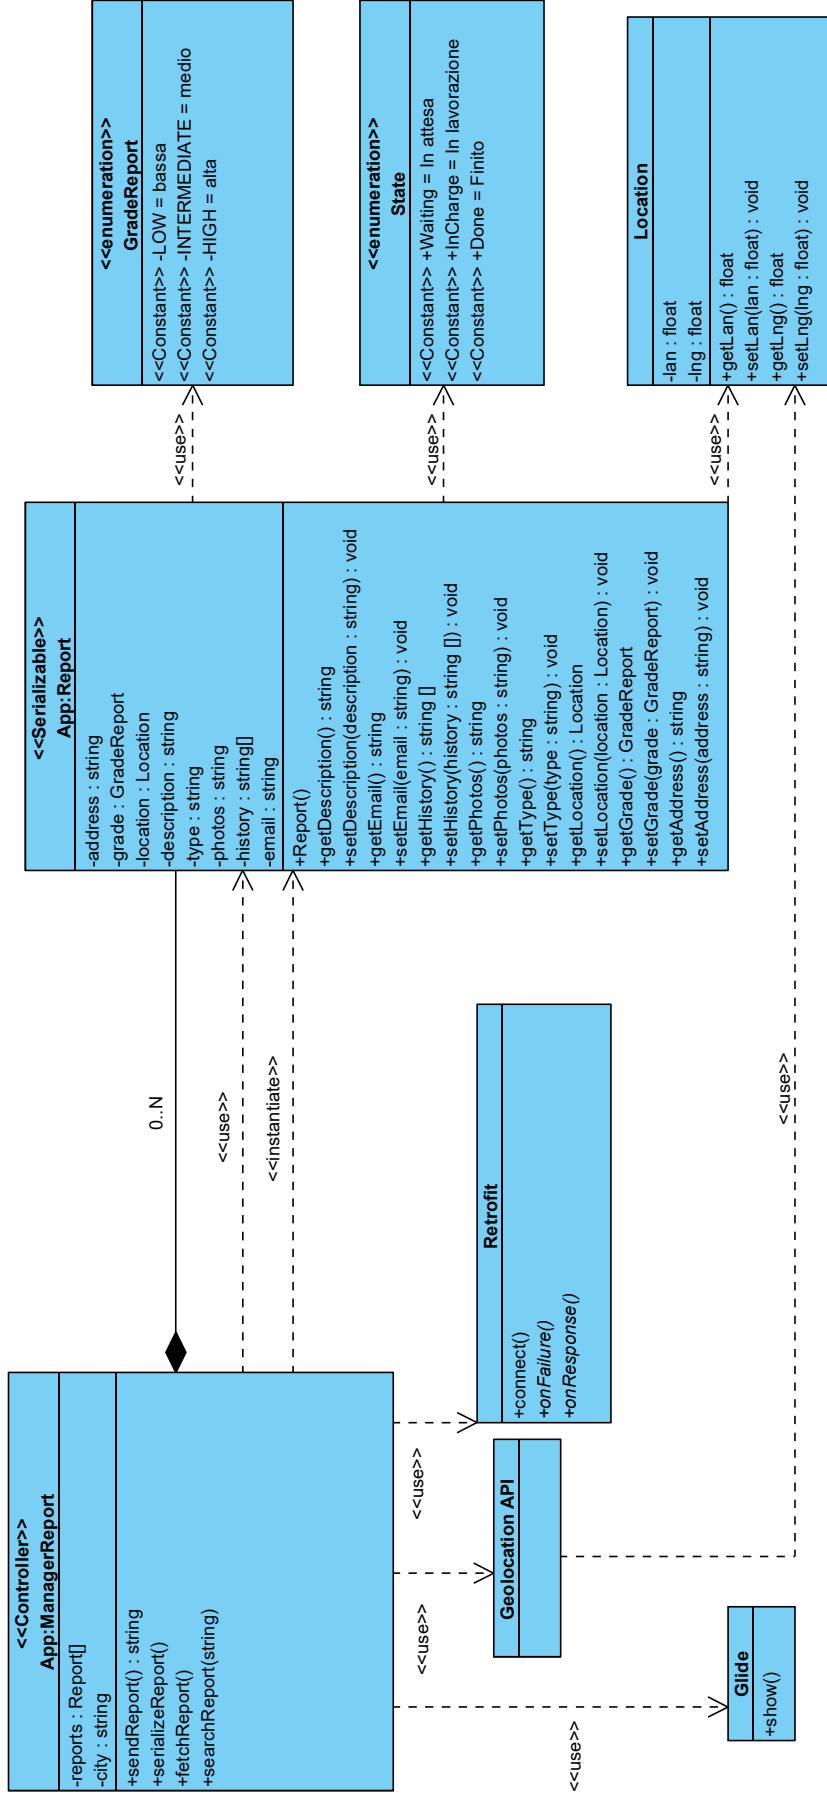 <<Controller>>
App:ManagerReport
-reports : Report[]
-city : string
+sendReport() : string
+serializeReport()
+fetchReport()
+searchReport(string)
0..N
<<use>>
<<instantiate>>
<<Serializable>>
App:Report
-address : string
-grade : GradeReport
-location : Location
-description : string
-type : string
-photos : string
-history : string[]
-email : string
+Report()
+getDescription() : string
+setDescription(description : string) : void
+getEmail() : string
+setEmail(email : string) : void
+getHistory() : string []
+setHistory(history : string []) : void
+getPhotos() : string
+setPhotos(photos : string) : void
+getType() : string
+setType(type : string) : void
+getLocation() : Location
+setLocation(location : Location) : void
+getGrade() : GradeReport
+setGrade(grade : GradeReport) : void
+getAddress() : string
+setAddress(address : string) : void
<<use>>
<<use>>
<<use>>
<<enumeration>>
GradeReport
<<Constant>> -LOW = bassa
<<Constant>> -INTERMEDIATE = medio
<<Constant>> -HIGH = alta
<<enumeration>>
State
<<Constant>> +Waiting = In attesa
<<Constant>> +InCharge = In lavorazione
<<Constant>> +Done = Finito
Location
-lan : float
-lng : float
+getLan() : float
+setLan(lan : float) : void
+getLng() : float
+setLng(lng : float) : void
<<use>>
<<use>>
<<use>>
Retrofit
+connect()
+onFailure()
+onResponse()
Geolocation API
<<use>>
Glide
+show()